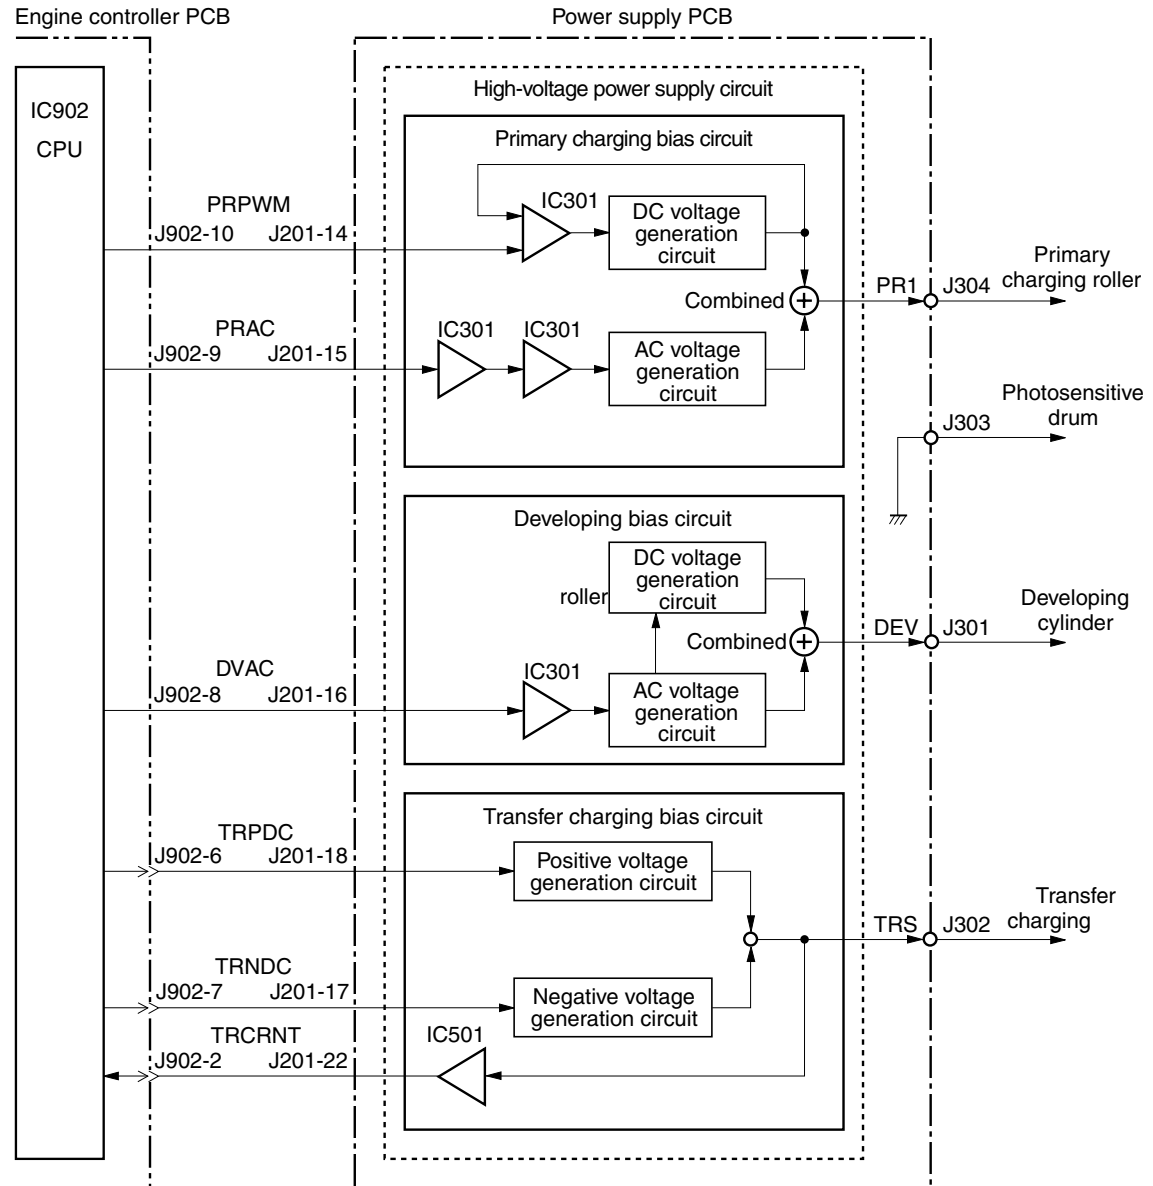 Engine controller PCB
Power supply PCB
High-voltage power supply circuit
IC902
CPU
Primary charging bias circuit
PRPWM
J902-10 J201-14
IC301
DC voltage
generation
circuit
Combined
PR1
J304
Primary
charging roller
PRAC
J902-9 J201-15
IC301
IC301
AC voltage
generation
circuit
J303
Photosensitive
drum
Developing bias circuit
DC voltage
generation
circuit
roller
Combined
DEV
J301
Developing
cylinder
DVAC
J902-8 J201-16
IC301
AC voltage
generation
circuit
Transfer charging bias circuit
TRPDC
J902-6 J201-18
Positive voltage
generation circuit
TRS
J302
Transfer
charging
TRNDC
J902-7 J201-17
Negative voltage
generation circuit
TRCRNT
J902-2 J201-22
IC501